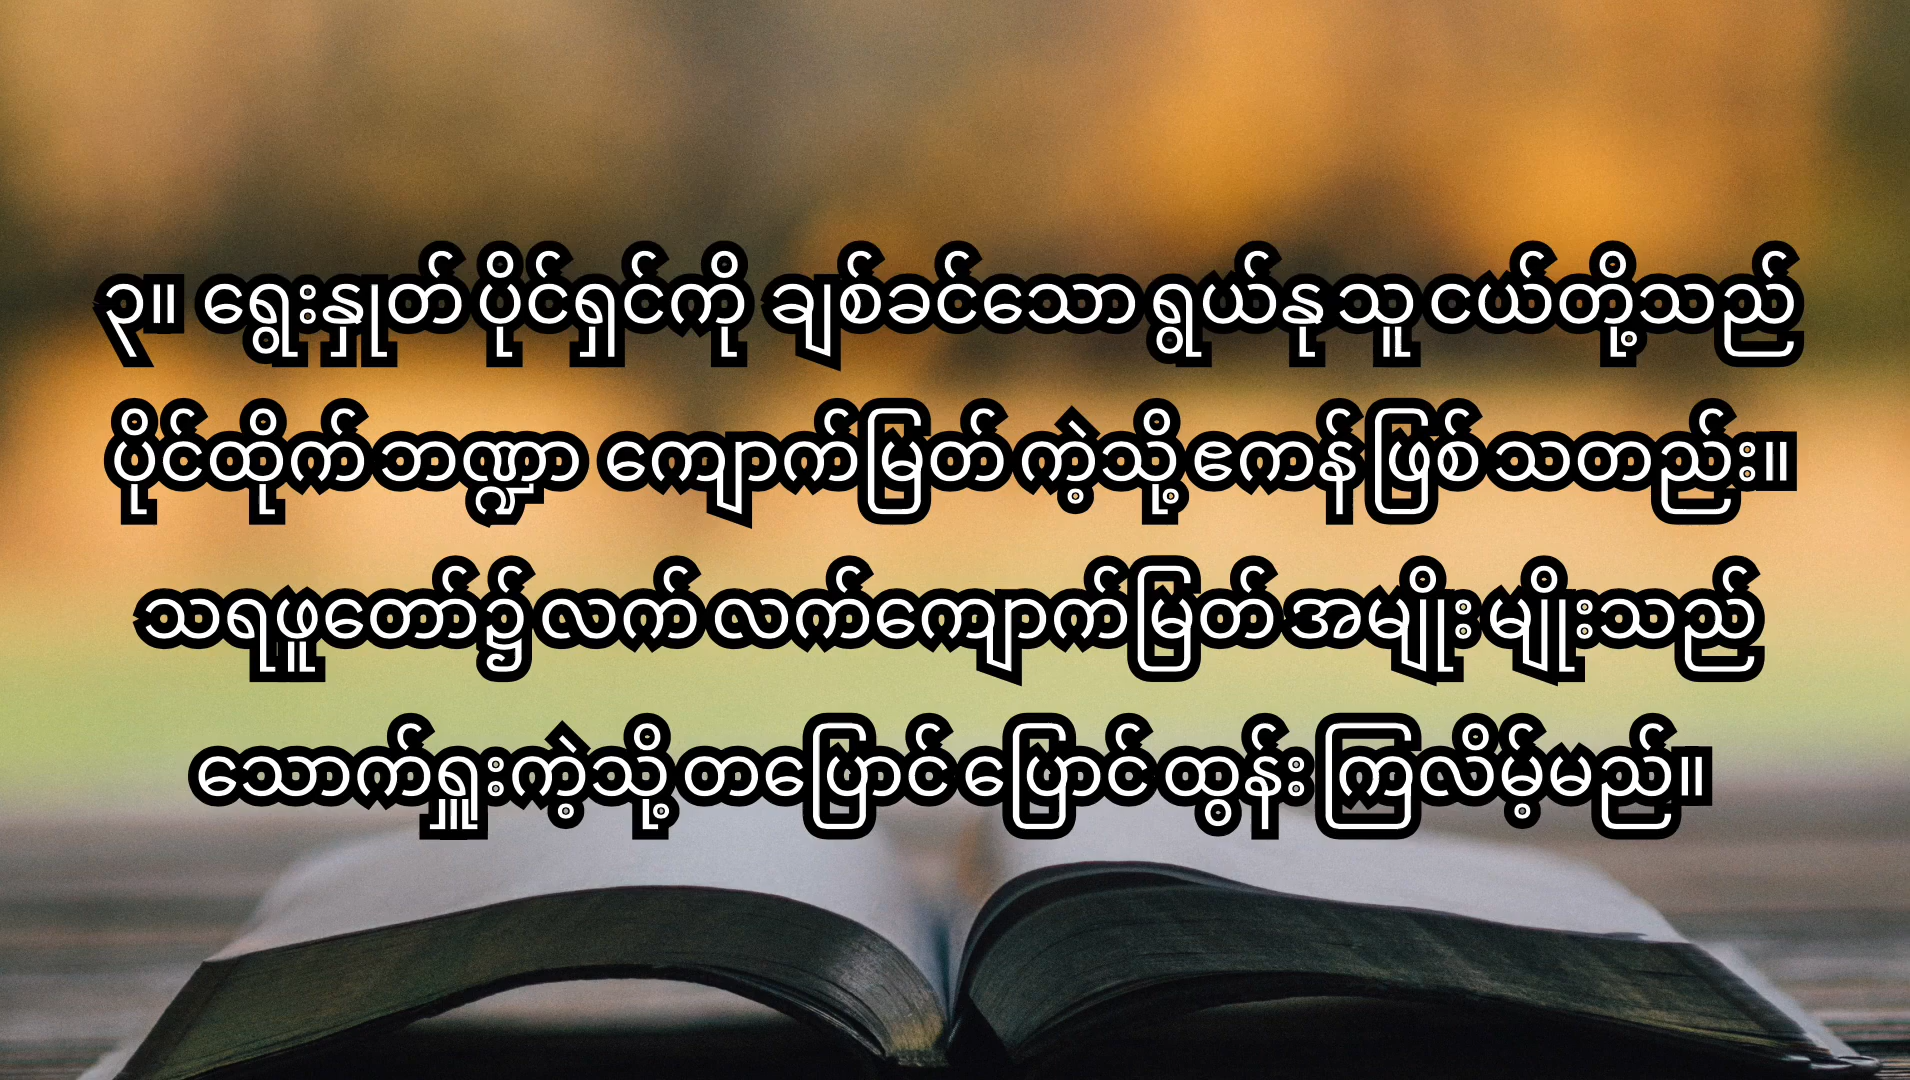 ၃။ ရွေးနှုတ်ပိုင်ရှင်ကို ချစ်ခင်သောရွယ်နုသူငယ်တို့သည်
ပိုင်ထိုက်ဘဏ္ဍာ ကျောက်မြတ်ကဲ့သို့ဧကန်ဖြစ်သတည်း။
သရဖူတော်၌လက်လက်ကျောက်မြတ်အမျိုးမျိုးသည်
သောက်ရှူးကဲ့သို့တပြောင်ပြောင်ထွန်းကြလိမ့်မည်။